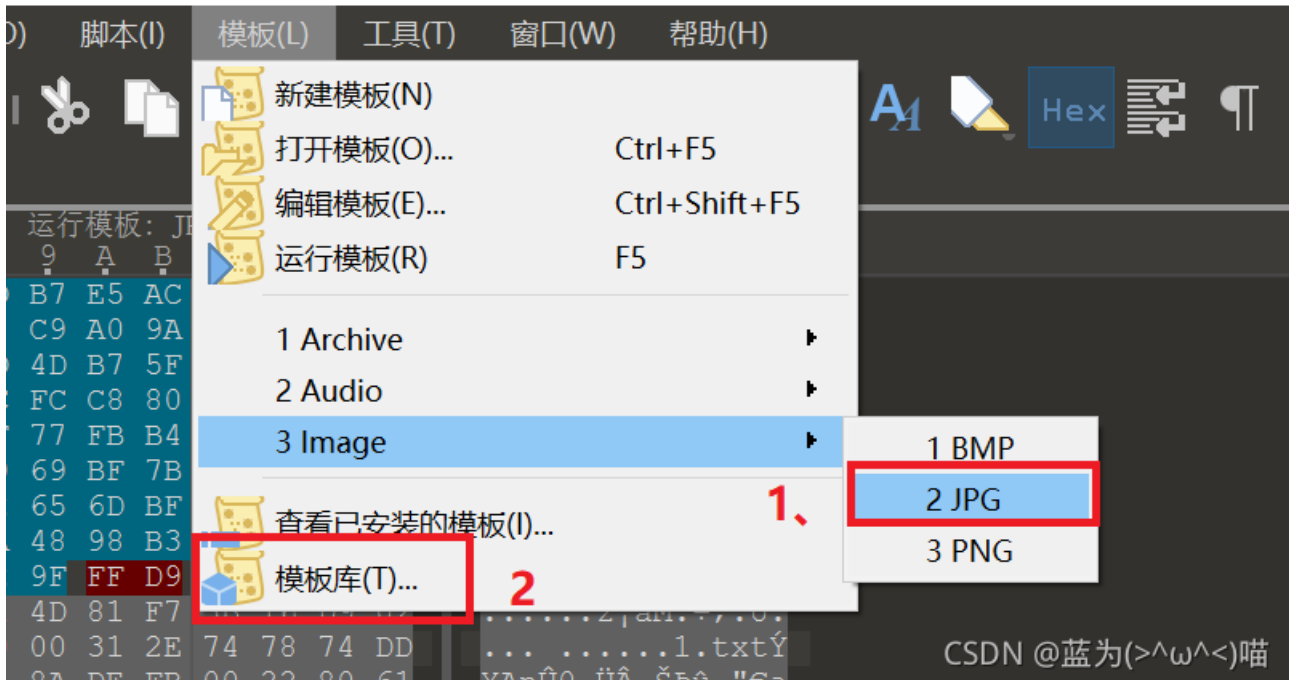 脚本(I) 模板(L) 工具(T) 窗口(W) 帮助(H)
新建模板(N)
打开模板(O)... Ctrl+F5
编辑模板(E)... Ctrl+Shift+F5
运行模板(R) F5
Hex
运行模板:
9 A B
B7 E5 AC
C9 A0 9A
1 Archive
4D B7 5F
2 Audio
FC C8 80
3 Image
77 FB B4
1 BMP
69 BF 7B
2 JPG
65 6D BF
1、
查看已安装的模板(I)...
48 98 B3
3 PNG
9F FF D9
模板库(T)...
2
4D 81 F7
00 31 2E 74 78 74 DD ... ......1.txtÝ
CSDN @蓝为(>^ω^<)喵